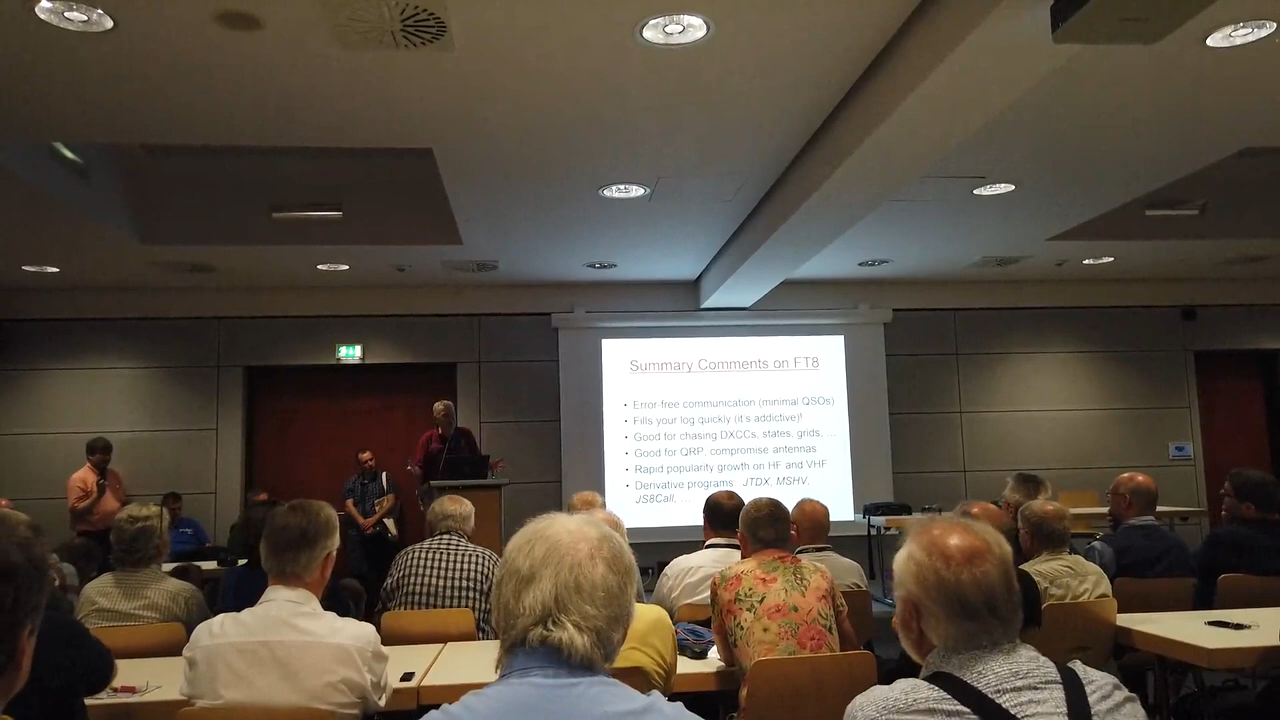 Summary Comments on FT8
• Error-free communication (minimal QSOs)
• Fills your log quickly (it's addictive)!
• Good for chasing DXCCs, states, grids, …
• Good for QRP, compromise antennas
• Rapid popularity growth on HF and VHF
• Derivative programs: JTDX, MSHV,
JS8Call, …